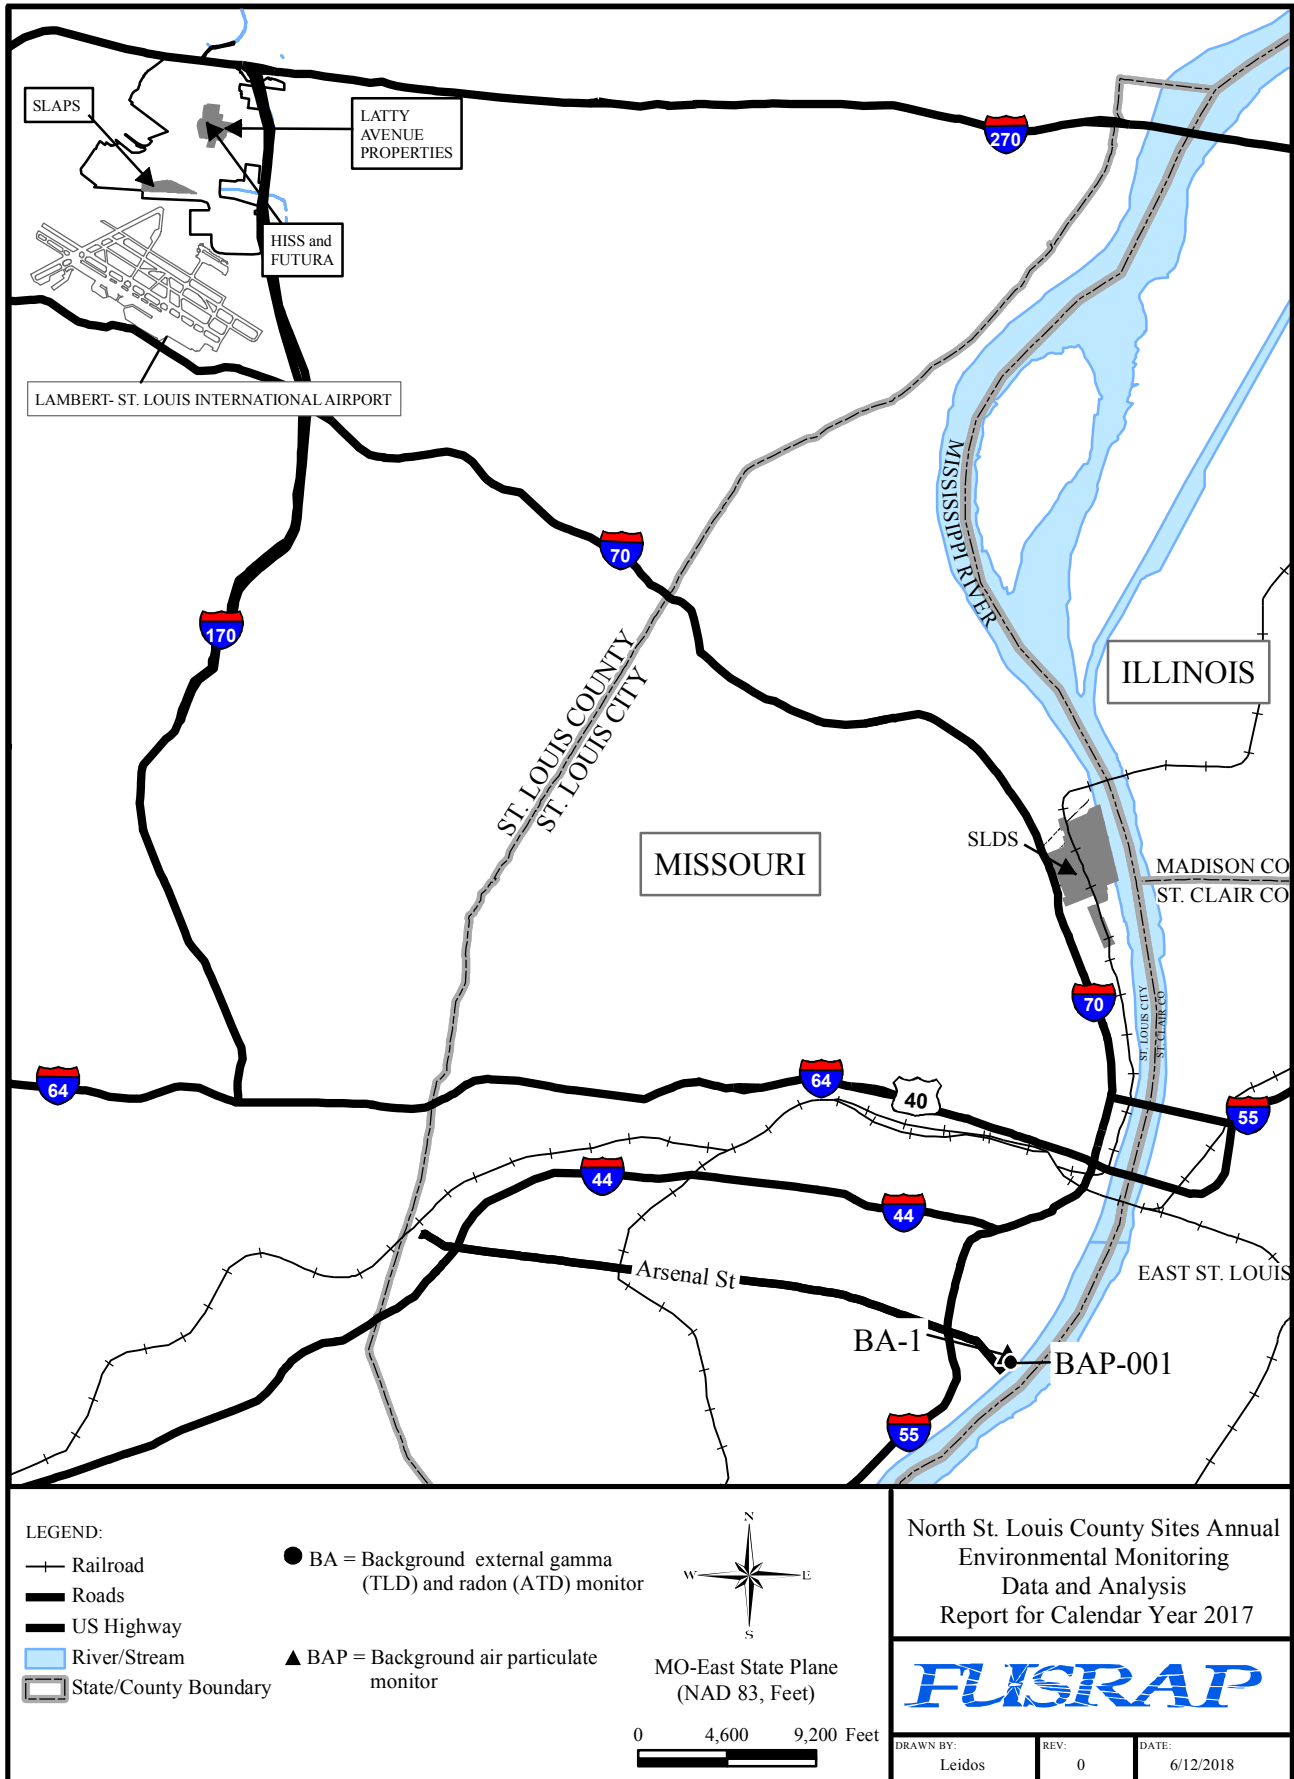 SLAPS
LATTY
AVENUE
PROPERTIES
270
HISS and
FUTURA
LAMBERT- ST. LOUIS INTERNATIONAL AIRPORT
MISSISSIPPI RIVER
70
170
ILLINOIS
ST. LOUIS COUNTY
ST. LOUIS CITY
SLDS
MISSOURI
MADISON CO
ST. CLAIR CO
70
ST. LOUIS CITY
ST. CLAIR CO
64
64
40
55
44
44
Arsenal St
EAST ST. LOUIS
BA-1
BAP-001
55
LEGEND:
Railroad
Roads
US Highway
River/Stream
State/County Boundary
BA = Background external gamma
(TLD) and radon (ATD) monitor
BAP = Background air particulate
monitor
N
W E
S
MO-East State Plane
(NAD 83, Feet)
0 4,600 9,200 Feet
North St. Louis County Sites Annual
Environmental Monitoring
Data and Analysis
Report for Calendar Year 2017
FUSRAP
DRAWN BY:
Leidos
REV:
0
DATE:
6/12/2018